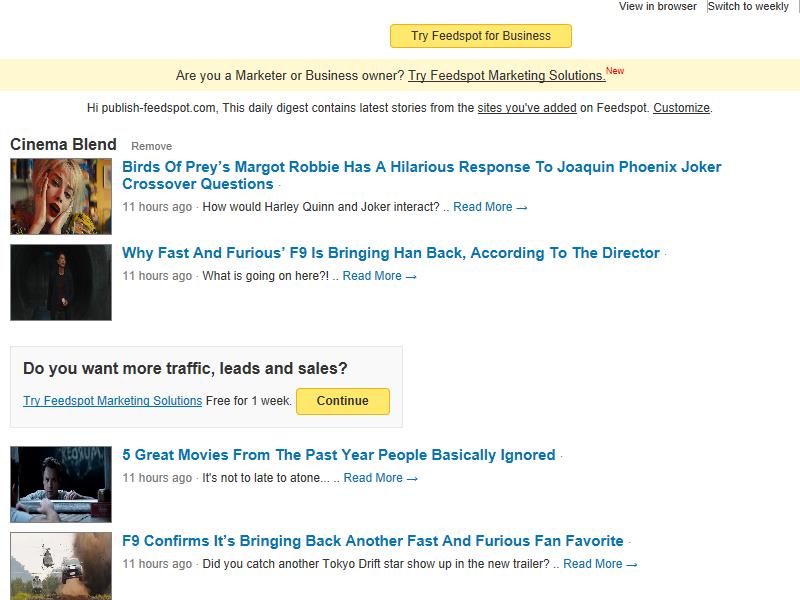 View in browser | Switch to weekly |
Try Feedspot for Business
Are you a Marketer or Business owner? Try Feedspot Marketing Solutions. New
Hi publish-feedspot.com, This daily digest contains latest stories from the sites you've added on Feedspot. Customize.
Cinema Blend Remove
Birds Of Prey’s Margot Robbie Has A Hilarious Response To Joaquin Phoenix Joker
Crossover Questions ·
11 hours ago · How would Harley Quinn and Joker interact? .. Read More →
Why Fast And Furious’ F9 Is Bringing Han Back, According To The Director ·
11 hours ago · What is going on here?! .. Read More →
Do you want more traffic, leads and sales?
Try Feedspot Marketing Solutions Free for 1 week. Continue
REDRUM
5 Great Movies From The Past Year People Basically Ignored ·
11 hours ago · It's not to late to atone... .. Read More →
F9 Confirms It’s Bringing Back Another Fast And Furious Fan Favorite ·
11 hours ago · Did you catch another Tokyo Drift star show up in the new trailer? .. Read More →